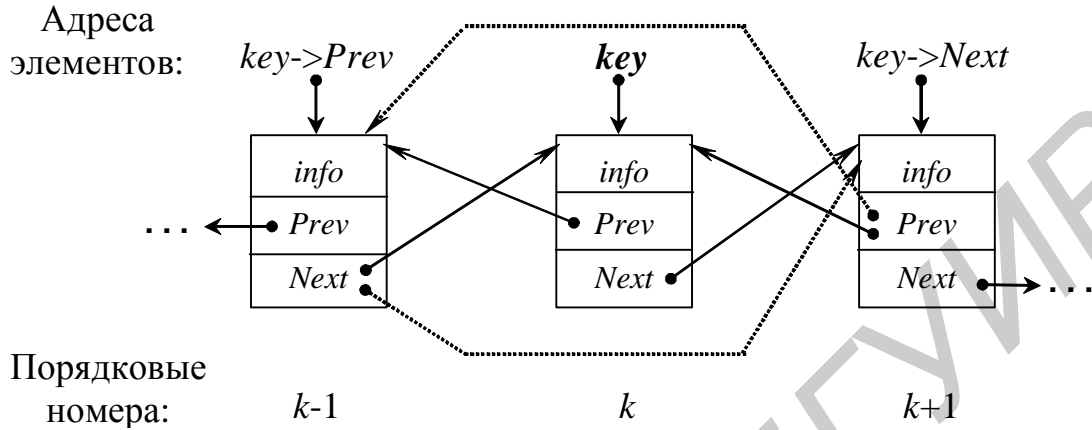 Адреса
элементов:
key->Prev
key
key->Next
info
info
info
. . .
Prev
Prev
Prev
Next
Next
Next
. . .
Порядковые
номера:
k-1
k
k+1